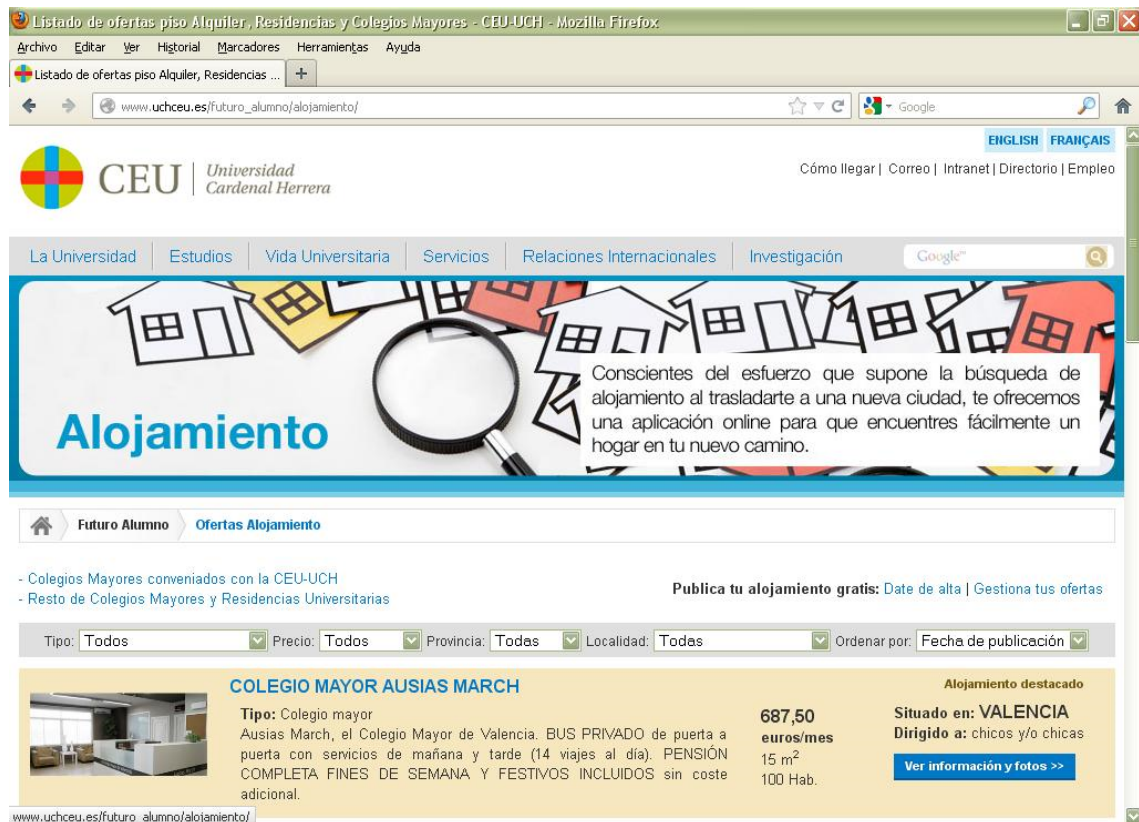 Listado de ofertas piso Alquiler, Residencias y Colegios Mayores - CEU-UCH - Mozilla Firefox
Archivo Editar Ver Historial Marcadores Herramientas Ayuda
Listado de ofertas piso Alquiler, Residencias ... +
www.uchceu.es/futuro_alumno/alojamiento/ Google
ENGLISH FRANÇAIS
CEU Universidad
Cardenal Herrera
Cómo llegar | Correo | Intranet | Directorio | Empleo
La Universidad Estudios Vida Universitaria Servicios Relaciones Internacionales Investigación Google™
Alojamiento
Conscientes del esfuerzo que supone la búsqueda de
alojamiento al trasladarte a una nueva ciudad, te ofrecemos
una aplicación online para que encuentres fácilmente un
hogar en tu nuevo camino.
Futuro Alumno Ofertas Alojamiento
- Colegios Mayores conveniados con la CEU-UCH
- Resto de Colegios Mayores y Residencias Universitarias
Publica tu alojamiento gratis: Date de alta | Gestiona tus ofertas
Tipo: Todos Precio: Todos Provincia: Todas Localidad: Todas Ordenar por: Fecha de publicación
COLEGIO MAYOR AUSIAS MARCH
Tipo: Colegio mayor
Ausias March, el Colegio Mayor de Valencia. BUS PRIVADO de puerta a
puerta con servicios de mañana y tarde (14 viajes al día). PENSIÓN
COMPLETA FINES DE SEMANA Y FESTIVOS INCLUIDOS sin coste
adicional.
687,50
euros/mes
15 m²
100 Hab.
Alojamiento destacado
Situado en: VALENCIA
Dirigido a: chicos y/o chicas
Ver información y fotos >>
www.uchceu.es/futuro_alumno/alojamiento/